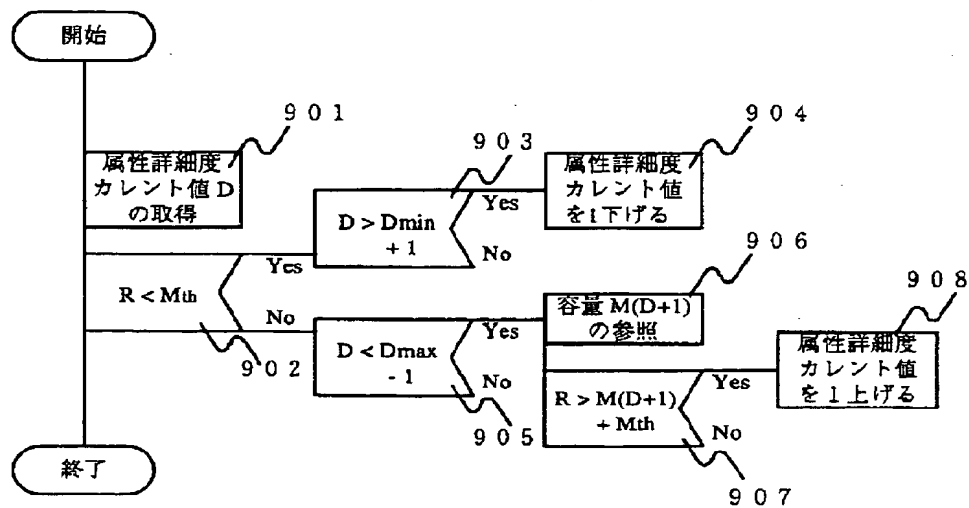 開始
901
属性詳細度
カレント値 D
の取得
903
D > Dmin
+ 1
Yes
No
904
属性詳細度
カレント値
を1下げる
R < Mth
Yes
No
902
D < Dmax
- 1
Yes
No
905
906
容量 M(D+1)
の参照
R > M(D+1)
+ Mth
Yes
No
907
908
属性詳細度
カレント値
を1上げる
終了